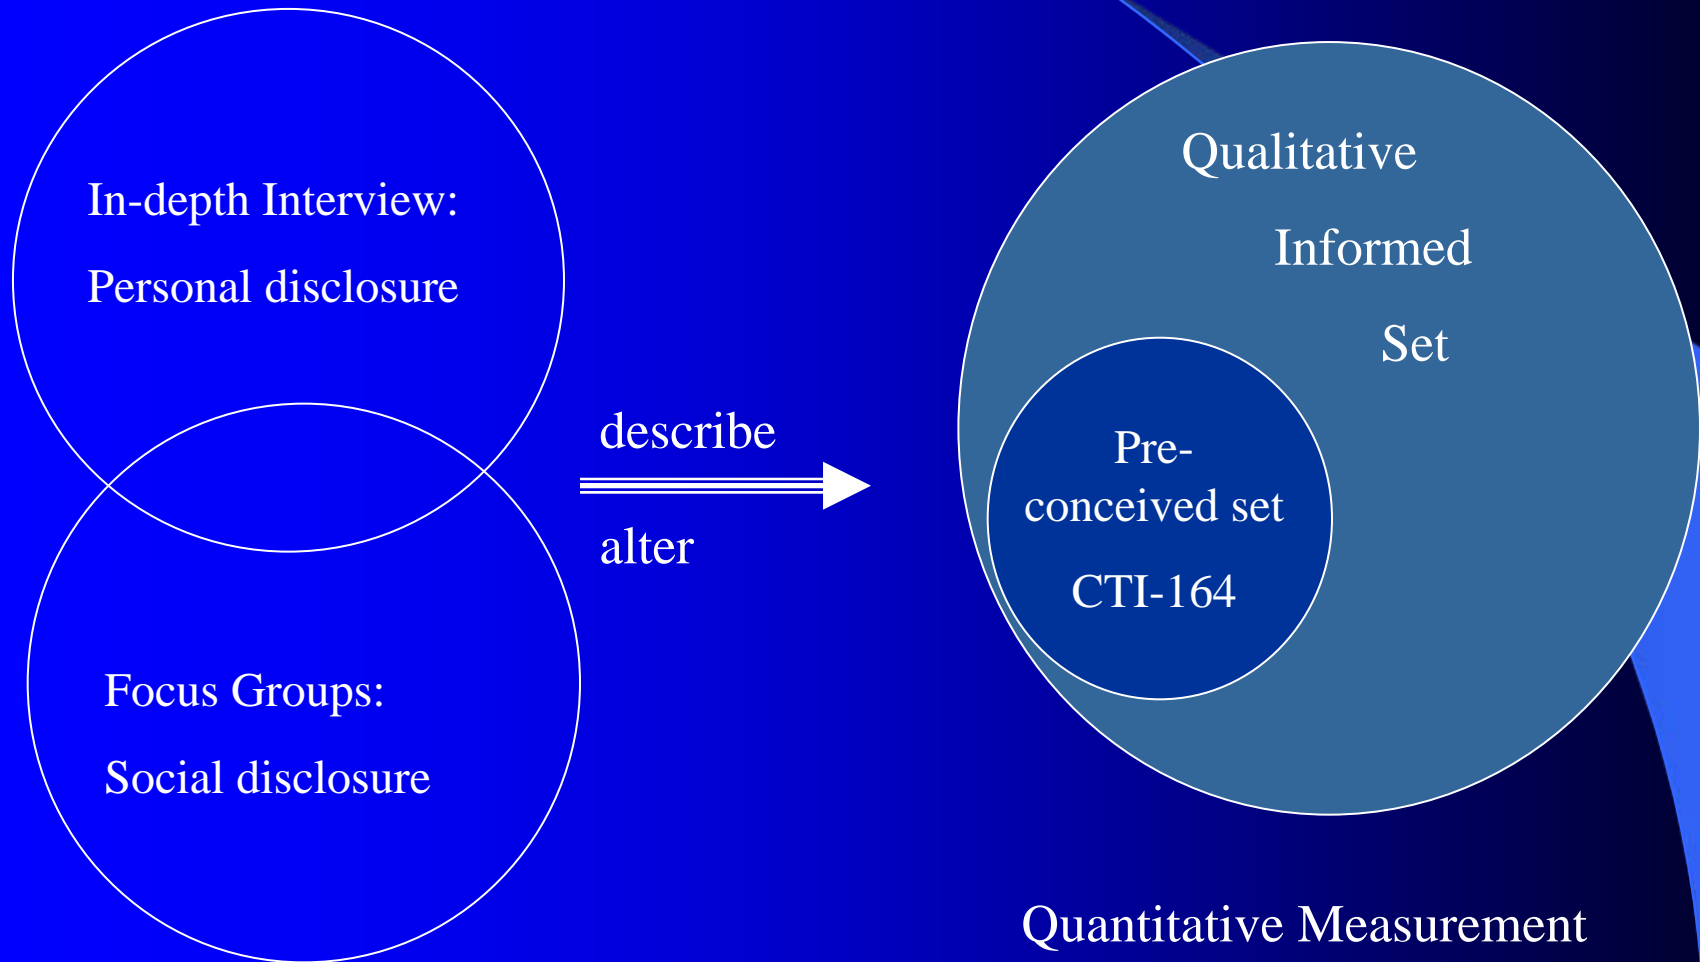 In-depth Interview:
Personal disclosure
Focus Groups:
Social disclosure
describe
alter
Qualitative
Informed
Set
Pre-
conceived set
CTI-164
Quantitative Measurement